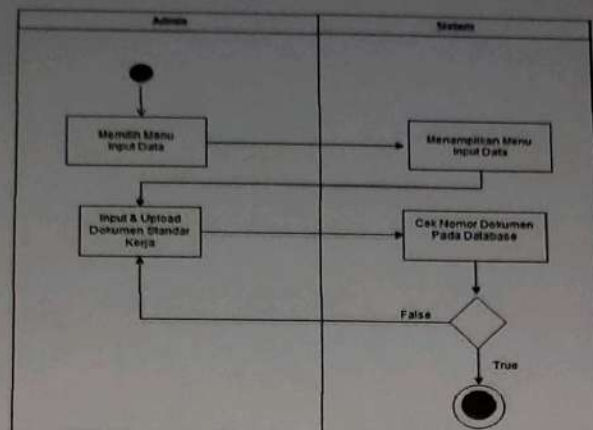 Admin
Sistem
Memilih Menu
Input Data
Menampilkan Menu
Input Data
Input & Upload
Dokumen Standar
Kerja
Cek Nomor Dokumen
Pada Database
False
True